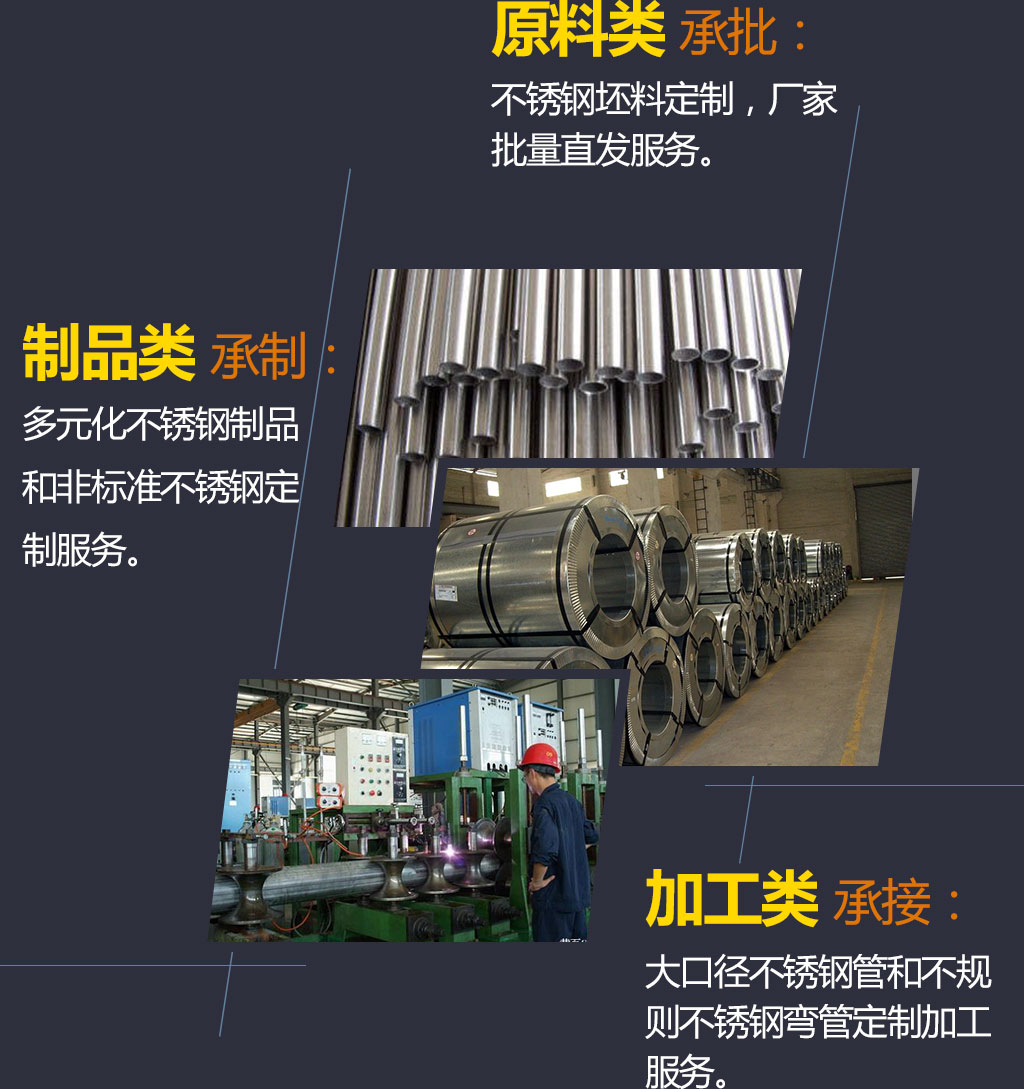 原料类 承批：
不锈钢坯料定制，厂家
批量直发服务。
制品类 承制：
多元化不锈钢制品
和非标准不锈钢定
制服务。
加工类 承接：
大口径不锈钢管和不规
则不锈钢弯管定制加工
服务。